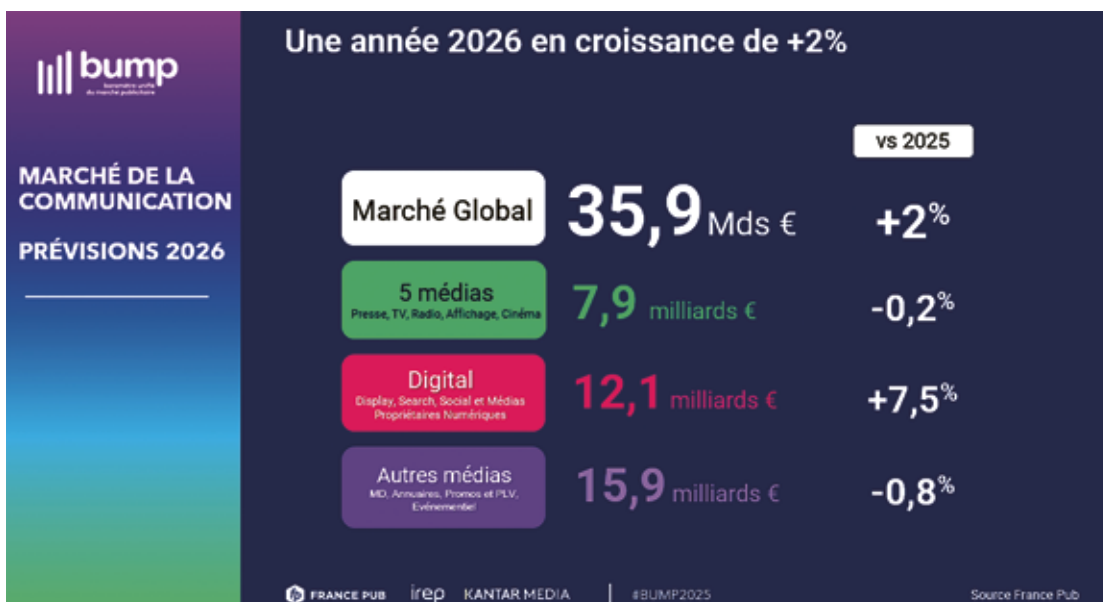 bump
baromètre unifié
du marché publicitaire
MARCHÉ DE LA
COMMUNICATION
PRÉVISIONS 2026
Une année 2026 en croissance de +2%
vs 2025
Marché Global 35,9 Mds € +2%
5 médias
Presse, TV, Radio, Affichage, Cinéma
7,9 milliards € -0,2%
Digital
Display, Search, Social et Médias
Propriétaires Numériques
12,1 milliards € +7,5%
Autres médias
MD, Annuaires, Promos et PLV,
Evénementiel
15,9 milliards € -0,8%
FRANCE PUB irep KANTAR MEDIA | #BUMP2025 Source France Pub